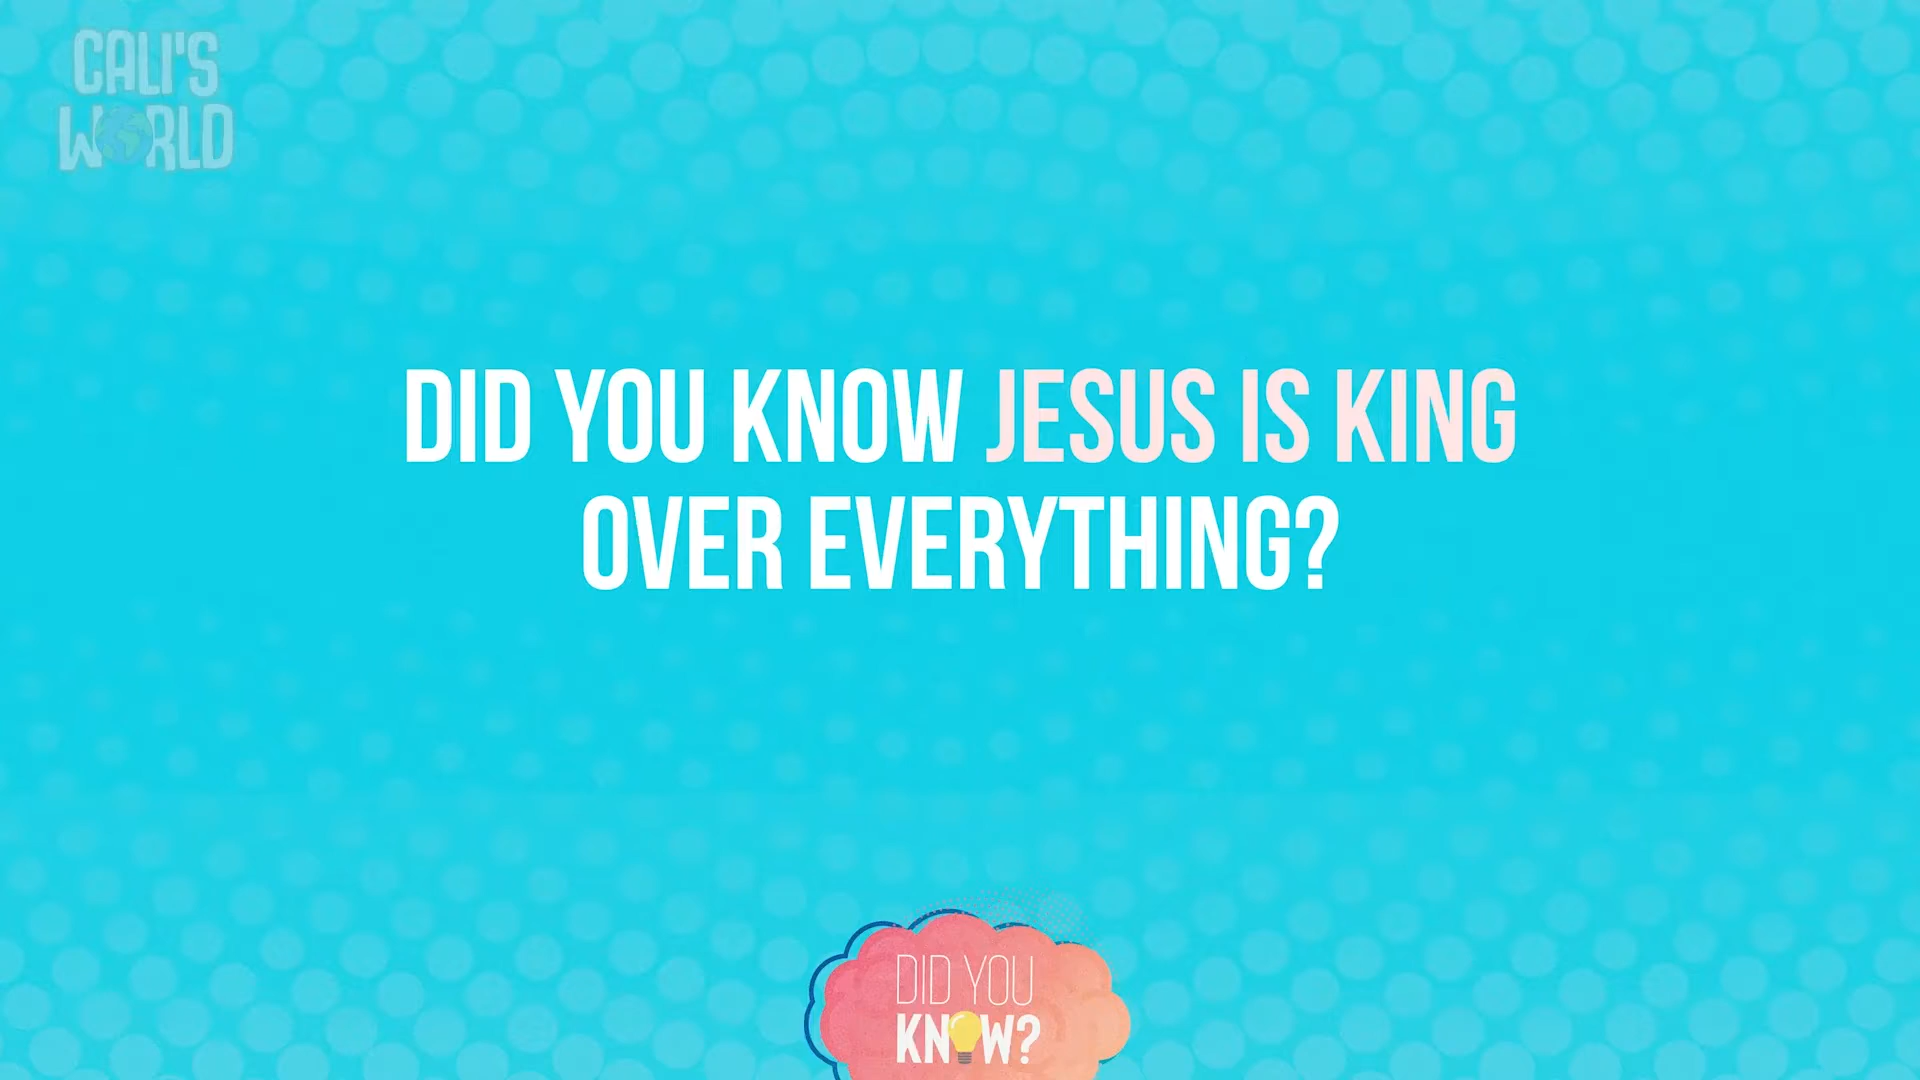 CALI'S
WORLD
DID YOU KNOW JESUS IS KING
OVER EVERYTHING?
DID YOU
KNOW?